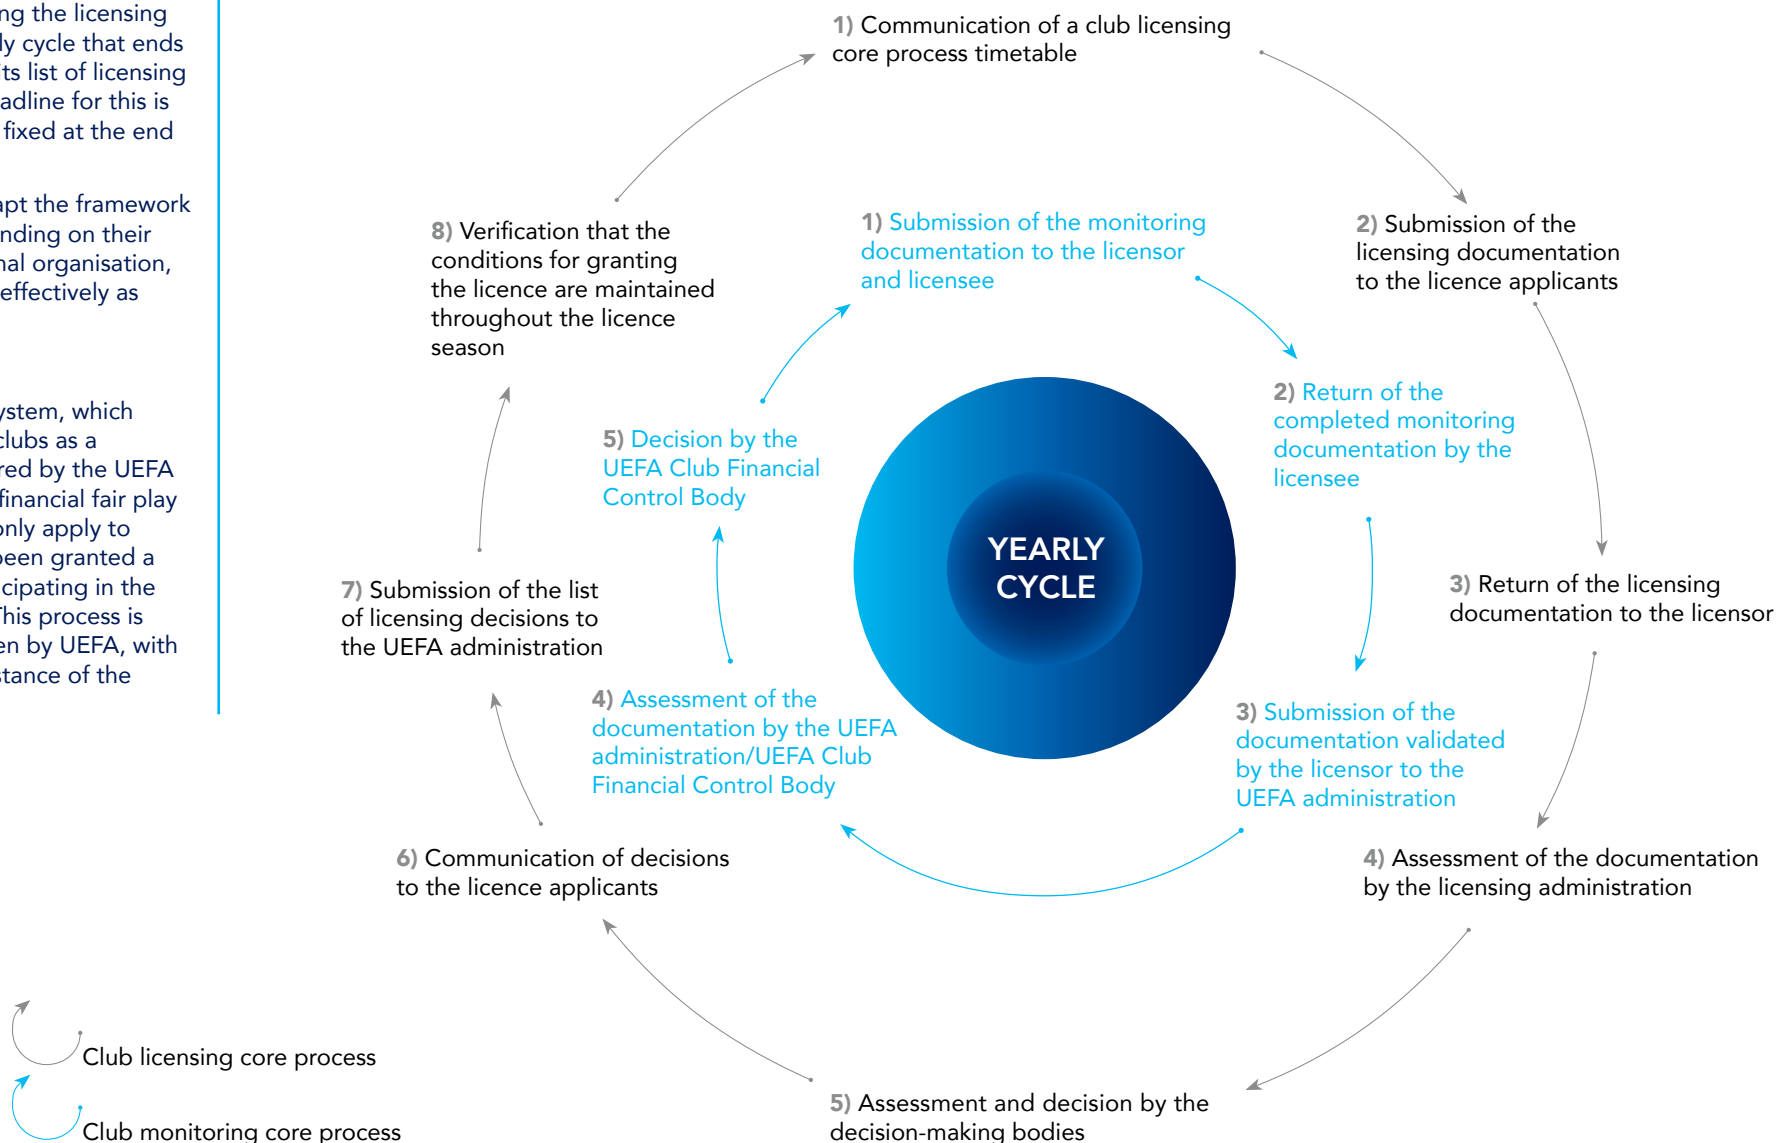 ng the licensing
ly cycle that ends
its list of licensing
adline for this is
fixed at the end
apt the framework
nding on their
nal organisation,
effectively as
ystem, which
clubs as a
red by the UEFA
financial fair play
only apply to
been granted a
cipating in the
This process is
en by UEFA, with
stance of the
1) Communication of a club licensing
core process timetable
2) Submission of the
licensing documentation
to the licence applicants
3) Return of the licensing
documentation to the licensor
4) Assessment of the documentation
by the licensing administration
5) Assessment and decision by the
decision-making bodies
6) Communication of decisions
to the licence applicants
7) Submission of the list
of licensing decisions to
the UEFA administration
8) Verification that the
conditions for granting
the licence are maintained
throughout the licence
season
1) Submission of the monitoring
documentation to the licensor
and licensee
2) Return of the
completed monitoring
documentation by the
licensee
3) Submission of the
documentation validated
by the licensor to the
UEFA administration
4) Assessment of the
documentation by the UEFA
administration/UEFA Club
Financial Control Body
5) Decision by the
UEFA Club Financial
Control Body
YEARLY
CYCLE
Club licensing core process
Club monitoring core process